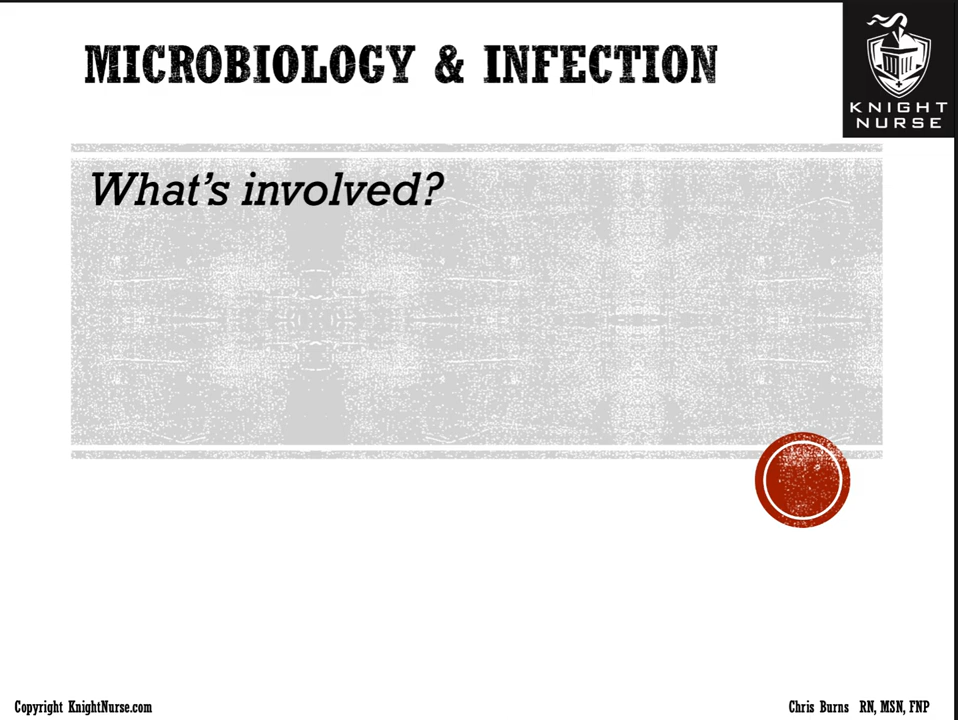 MICROBIOLOGY & INFECTION
KNIGHT
NURSE
What's involved?
Copyright KnightNurse.com
Chris Burns RN, MSN, FNP